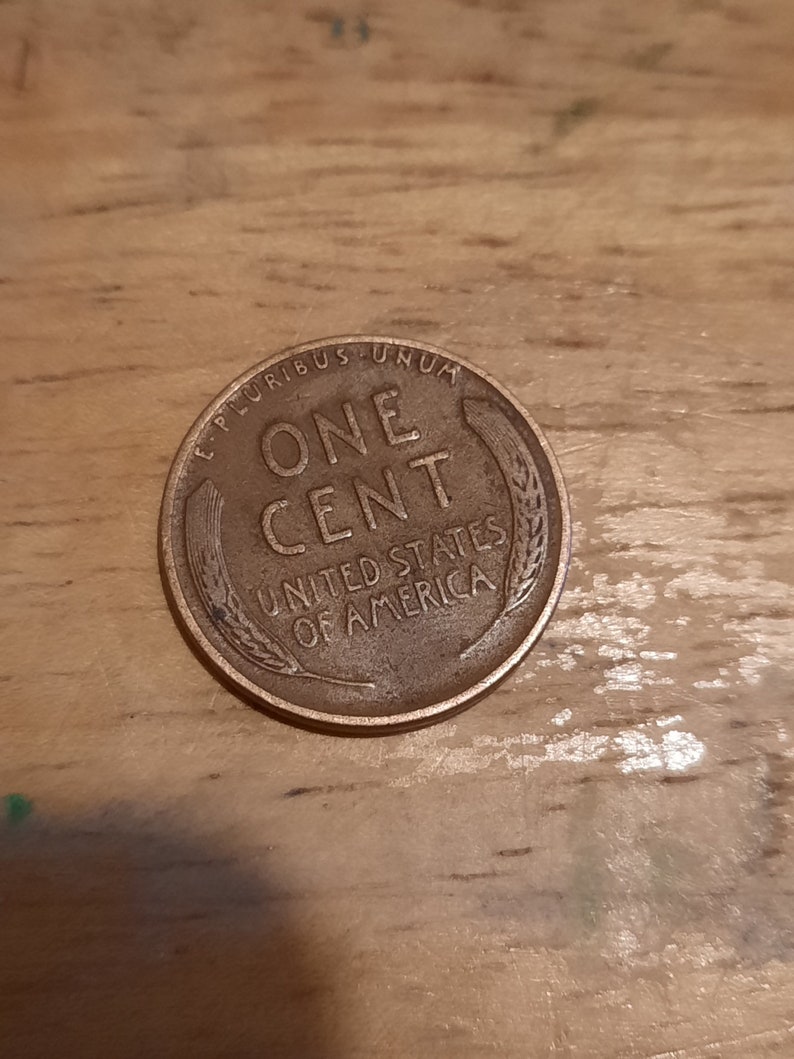 E·PLURIBUS·UNUM
ONE
CENT
UNITED STATES
OF AMERICA